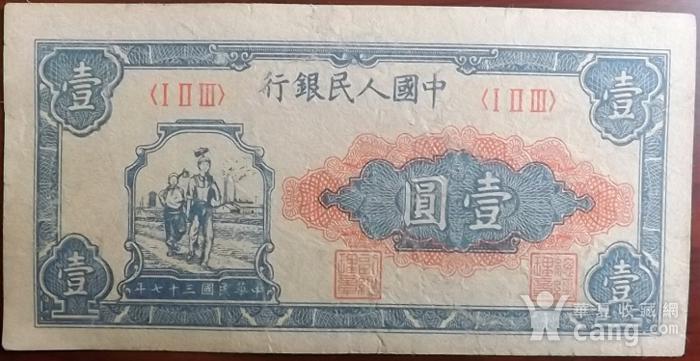 壹 壹
行銀民人國中
〈I II III〉 〈I II III〉
圓壹
年七十三國民華中
壹 壹
華夏收藏網
cang.com